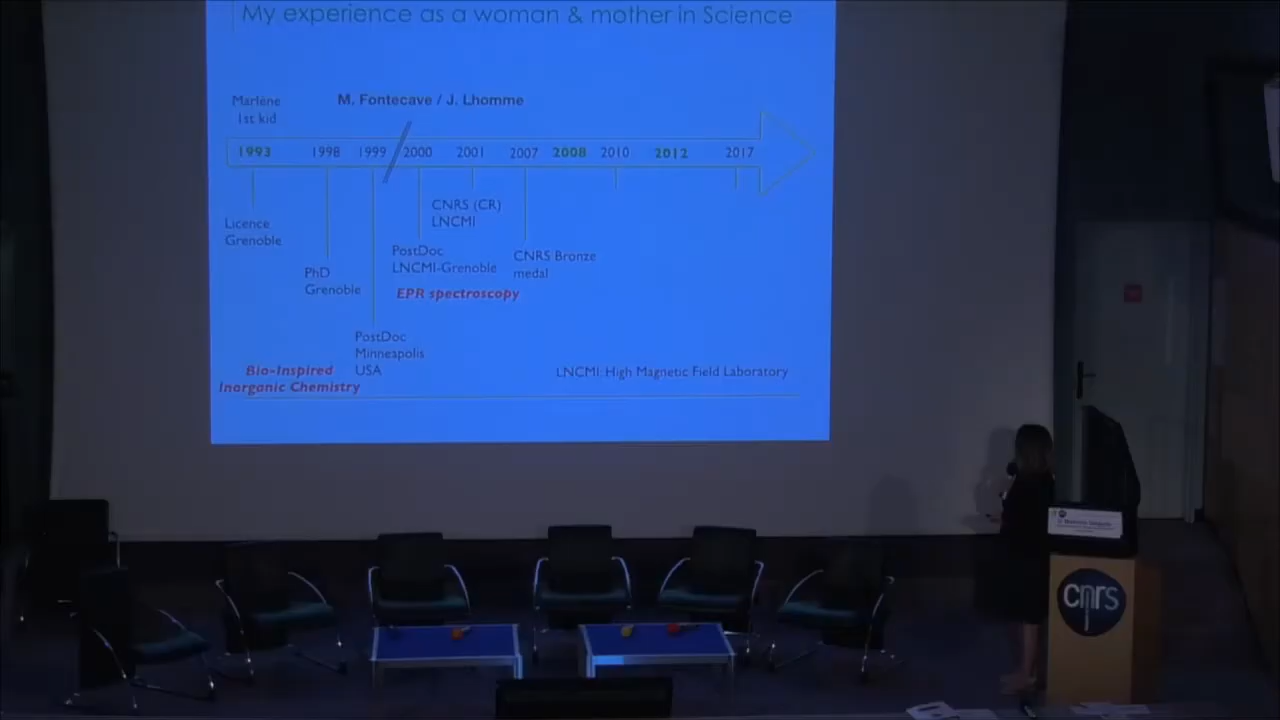 My experience as a woman & mother in Science
Marlène
1st kid
M. Fontecave / J. Lhomme
1993 1998 1999 2000 2001 2007 2008 2010 2012 2017
Licence
Grenoble
PhD
Grenoble
PostDoc
Minneapolis
USA
PostDoc
LNCMI-Grenoble
EPR spectroscopy
CNRS (CR)
LNCMI
CNRS Bronze
medal
Bio-Inspired
Inorganic Chemistry
LNCMI: High Magnetic Field Laboratory
cnrs